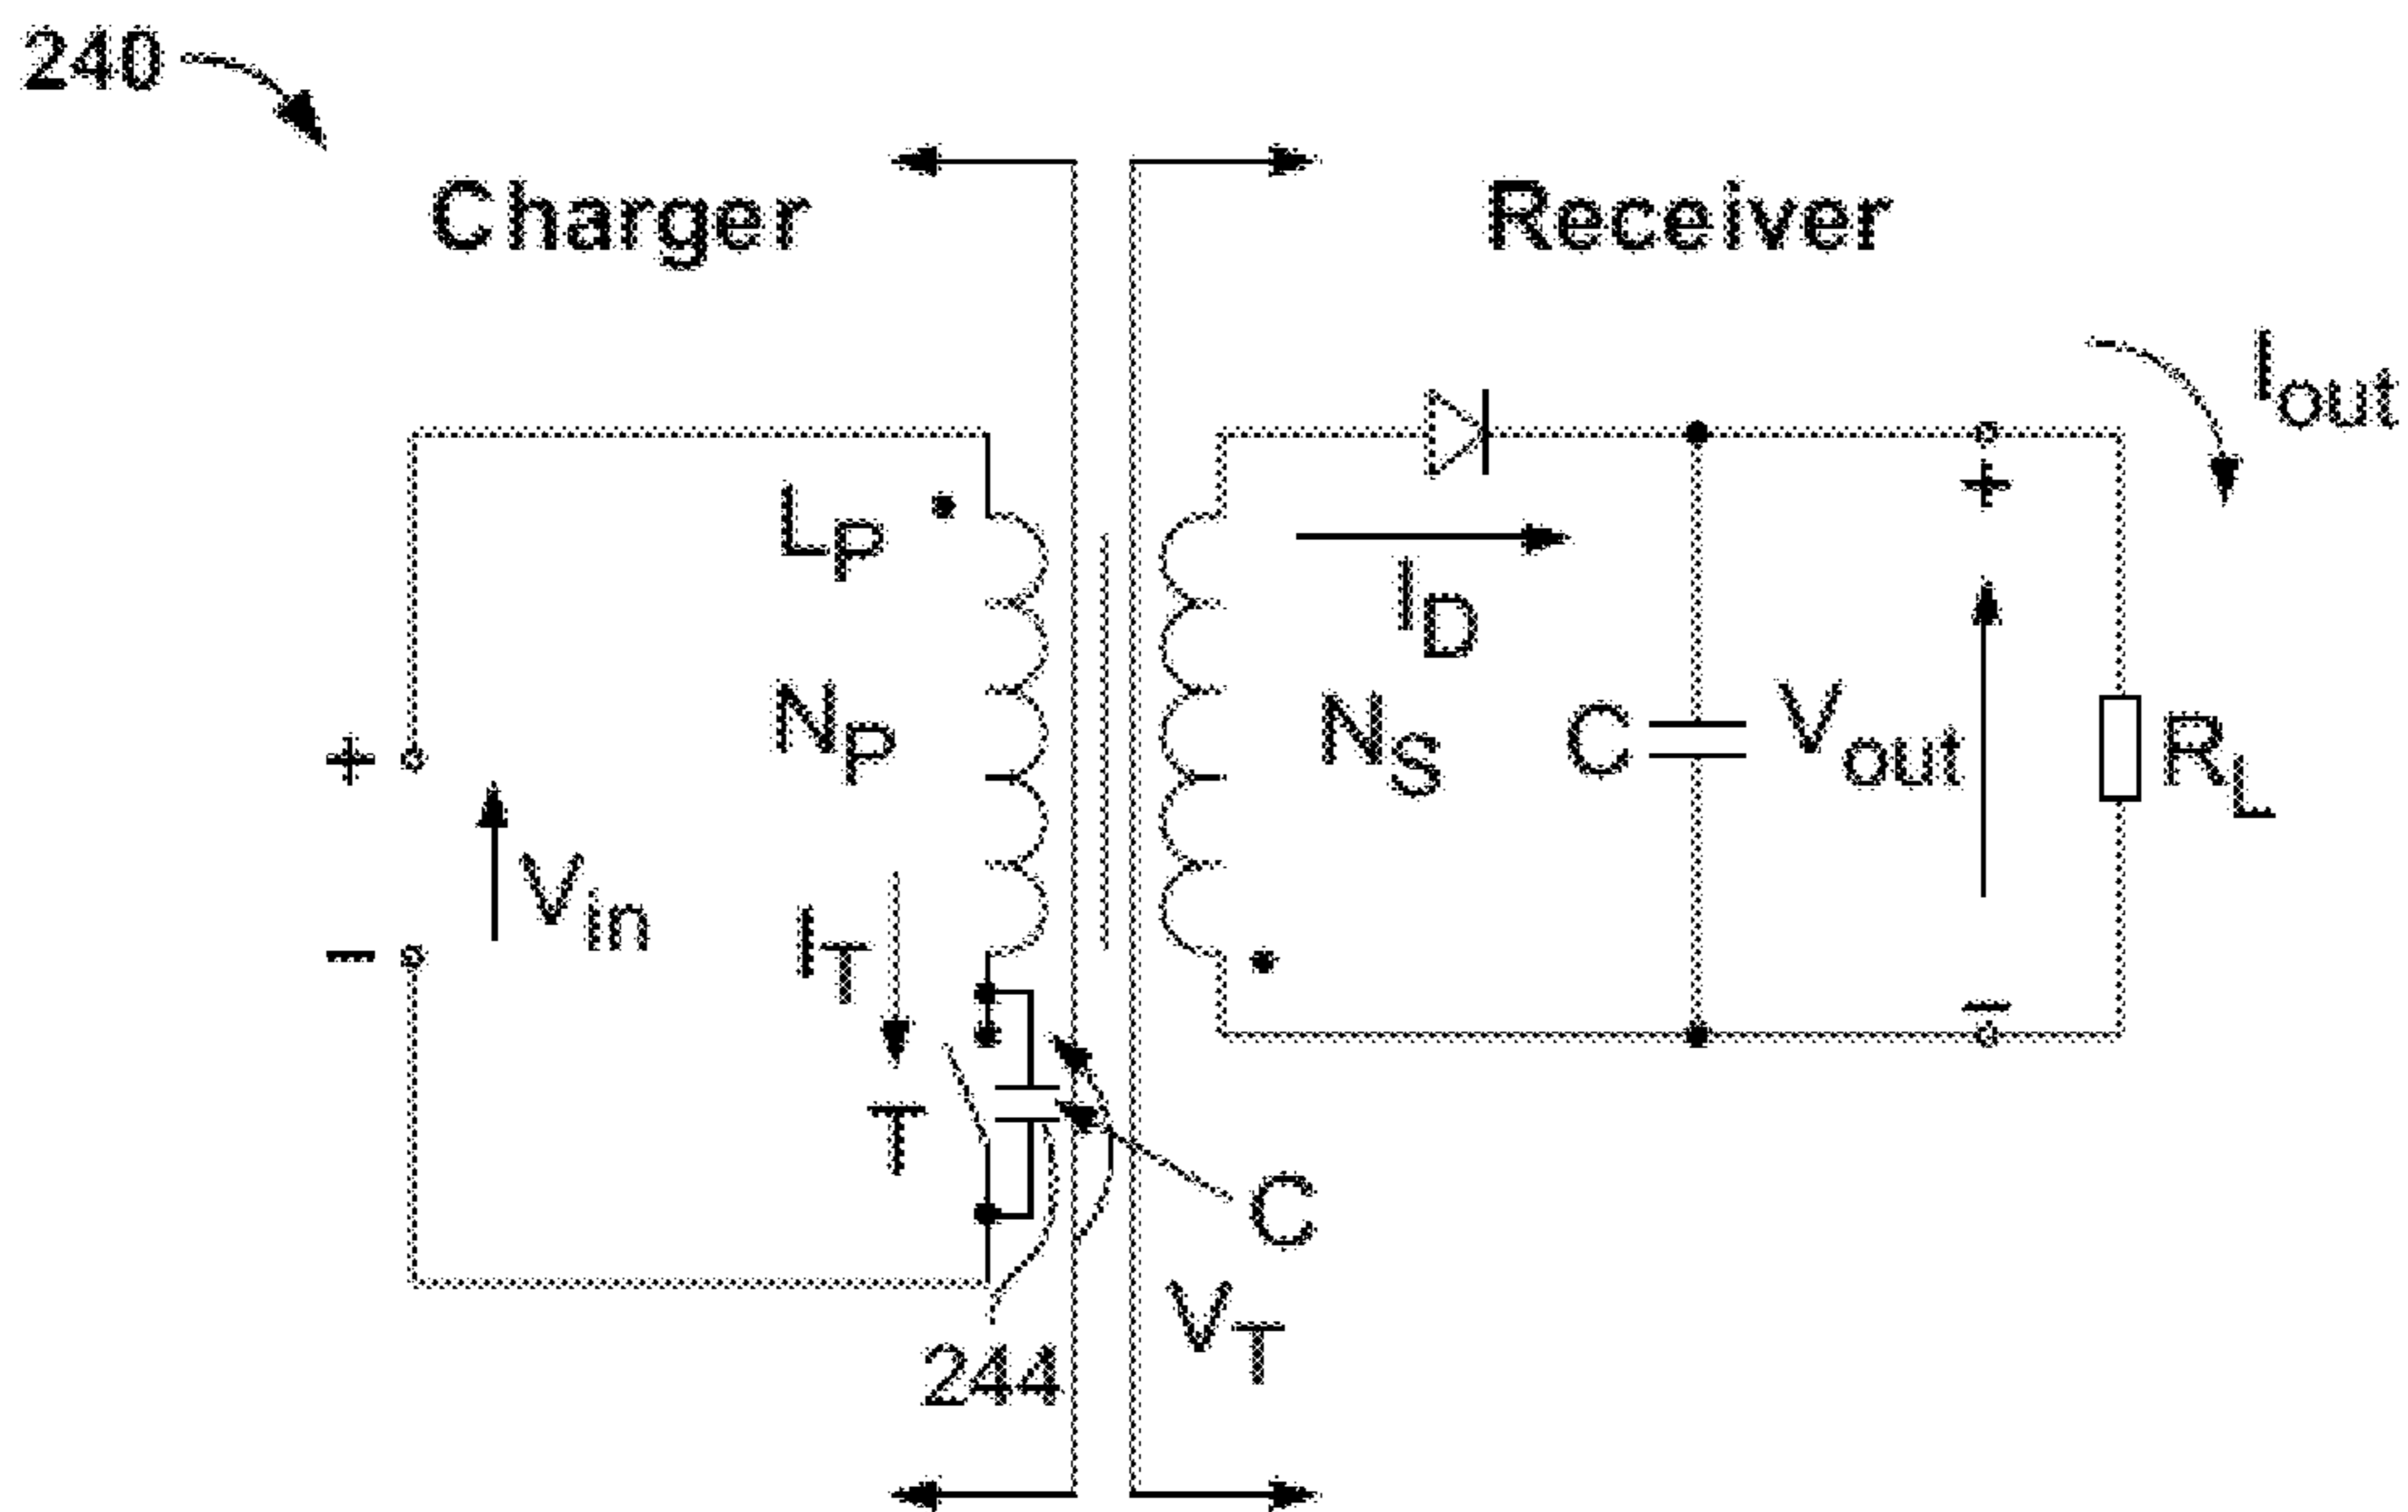 240
Charger
Receiver
Iout
LP
+
ID
NP
NS
C
Vout
RL
+
Vin
−
IT
−
T
C
VT
244